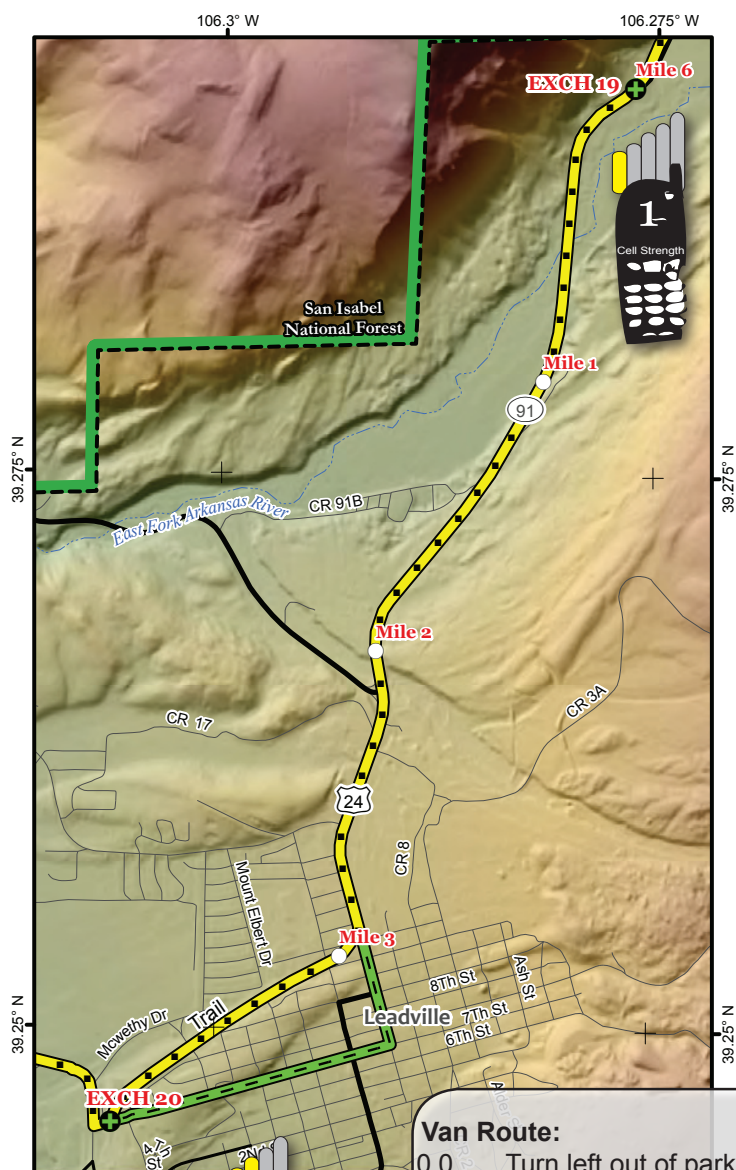 106.3° W
106.275° W
Mile 6
EXCH 19
1
Cell Strength
San Isabel
National Forest
Mile 1
91
39.275° N
39.275° N
CR 91B
East Fork Arkansas River
Mile 2
CR 3A
CR 17
24
CR 8
Mount Elbert Dr
Mile 3
8Th St
Ash St
Trail
Leadville
7Th St
6Th St
39.25° N
39.25° N
Mcwethy Dr
EXCH 20
4Th
St
Van Route:
0.0 Turn left out of park